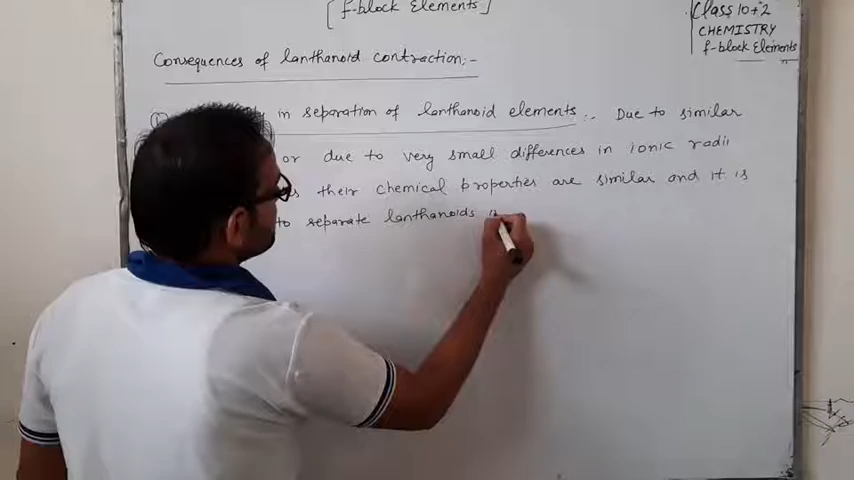 [f-block Elements]
Class 10+2
CHEMISTRY
f-block Elements
Consequences of lanthanoid contraction:-
in separation of lanthanoid elements :- Due to similar
or due to very small differences in ionic radii
their chemical properties are similar and it is
to separate lanthanoids